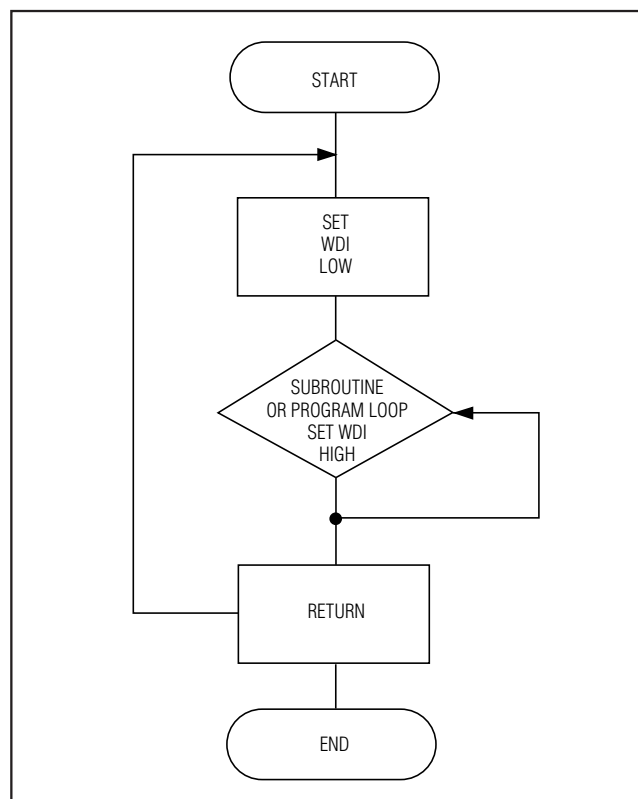 START
SET
WDI
LOW
SUBROUTINE
OR PROGRAM LOOP
SET WDI
HIGH
RETURN
END